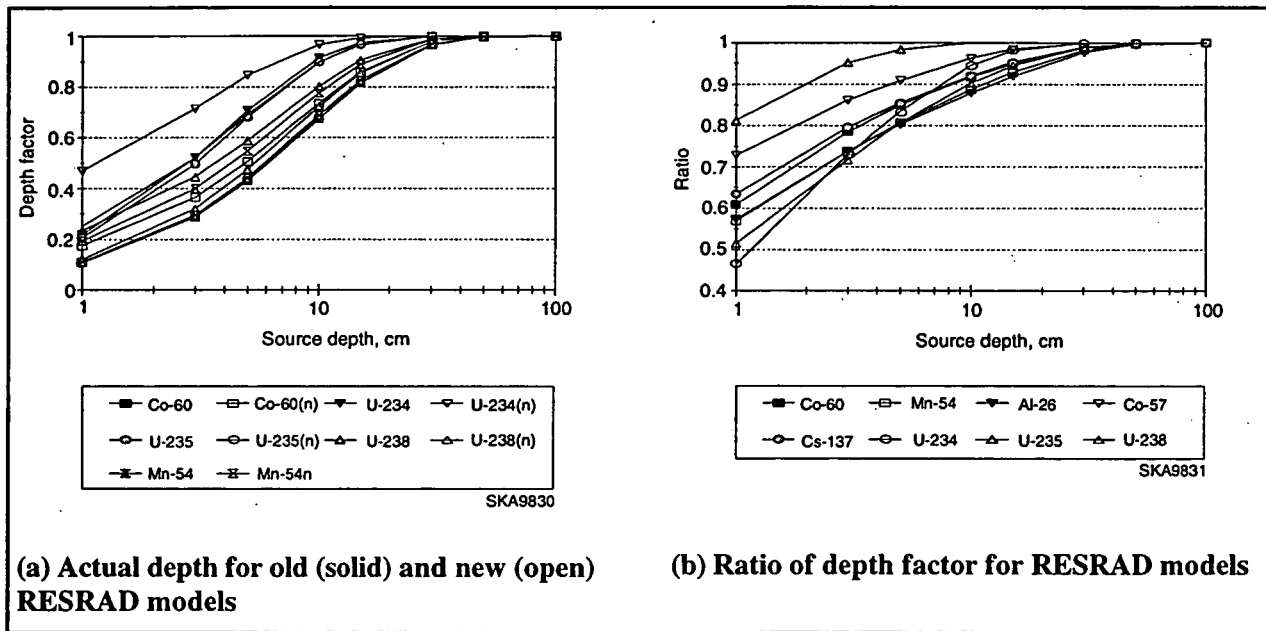 1
0.8
0.6
0.4
0.2
0
Depth factor
1
10
100
Source depth, cm
Co-60
Co-60(n)
U-234
U-234(n)
U-235
U-235(n)
U-238
U-238(n)
Mn-54
Mn-54n
SKA9830
(a) Actual depth for old (solid) and new (open)
RESRAD models
1
0.9
0.8
0.7
0.6
0.5
0.4
Ratio
1
10
100
Source depth, cm
Co-60
Mn-54
Al-26
Co-57
Cs-137
U-234
U-235
U-238
SKA9831
(b) Ratio of depth factor for RESRAD models